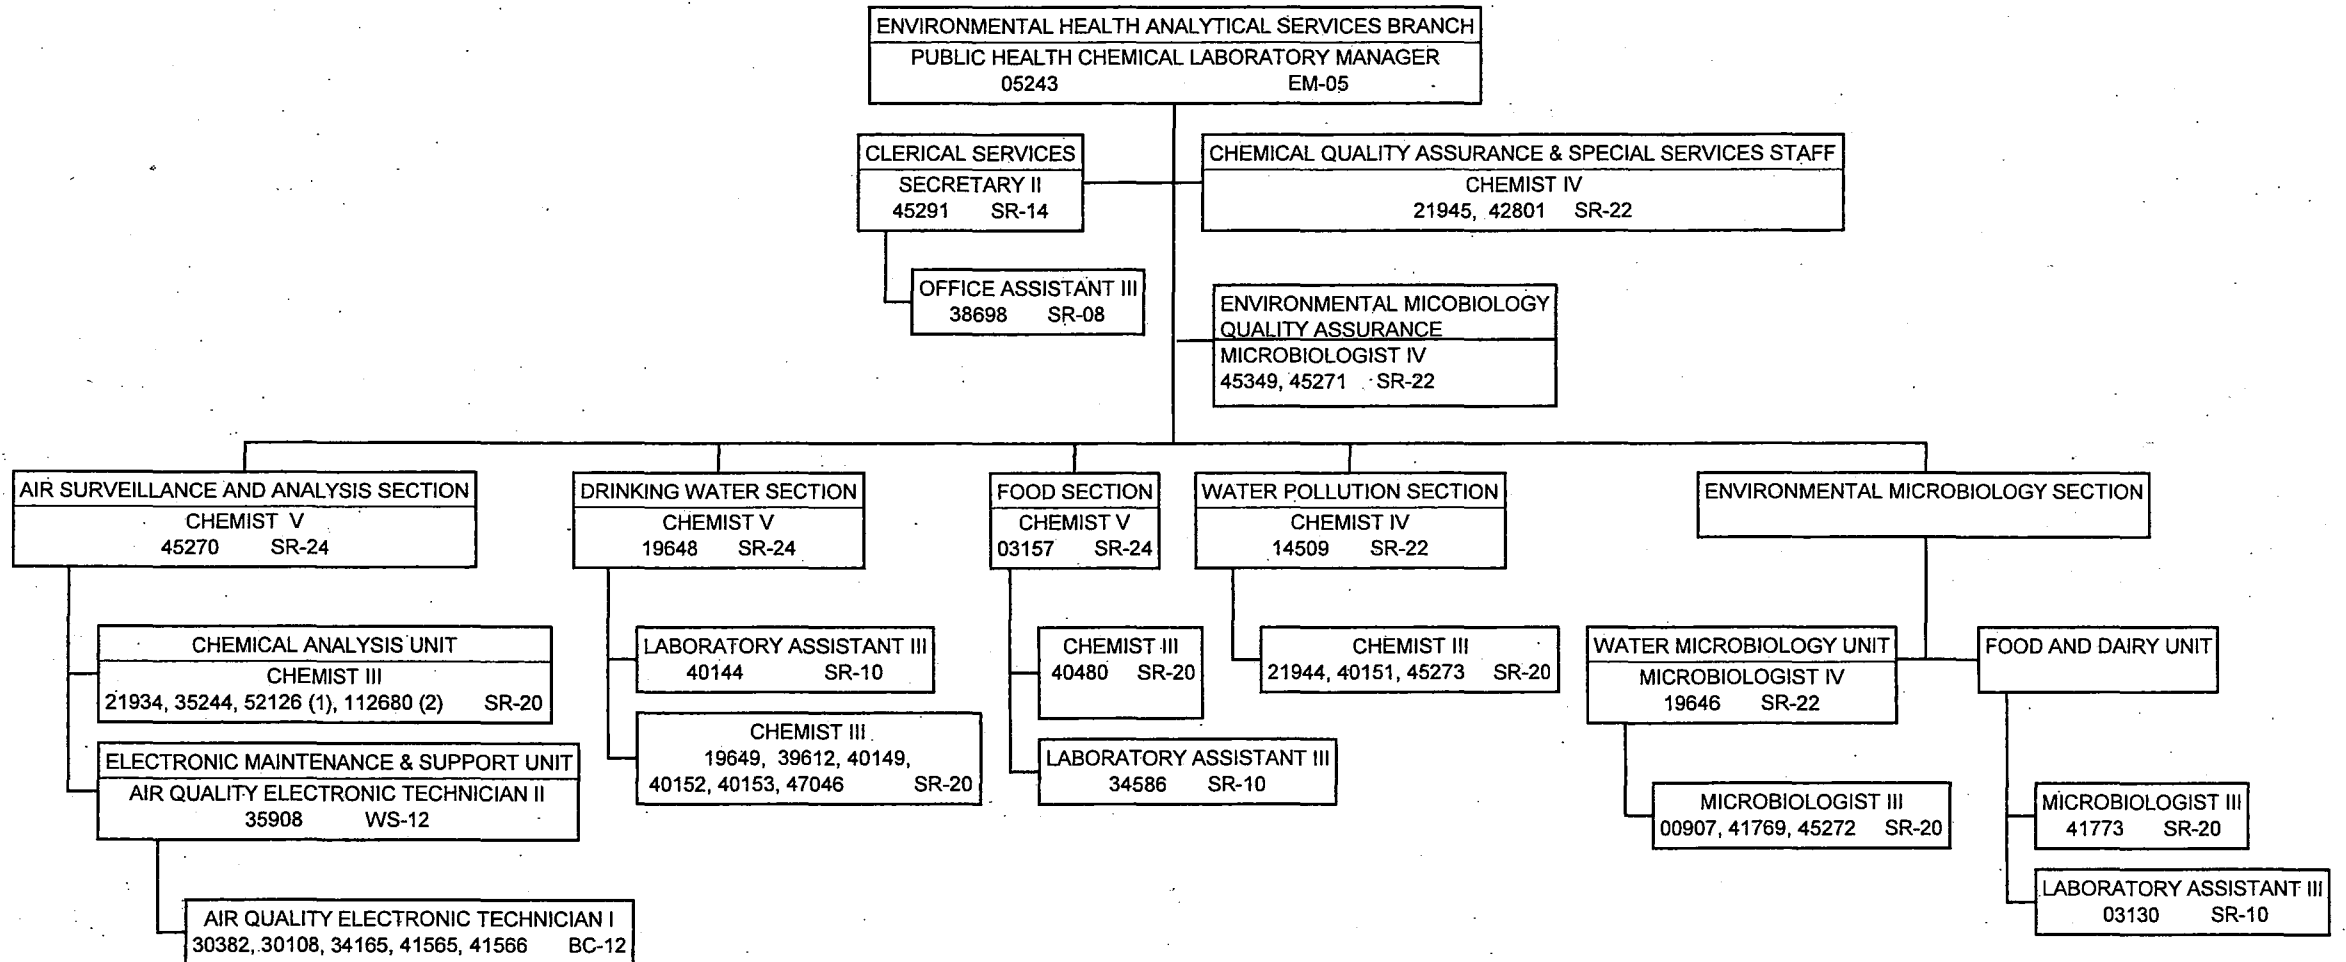 ENVIRONMENTAL HEALTH ANALYTICAL SERVICES BRANCH
PUBLIC HEALTH CHEMICAL LABORATORY MANAGER
05243 EM-05
CLERICAL SERVICES
SECRETARY II
45291 SR-14
CHEMICAL QUALITY ASSURANCE & SPECIAL SERVICES STAFF
CHEMIST IV
21945, 42801 SR-22
OFFICE ASSISTANT III
38698 SR-08
ENVIRONMENTAL MICOBIOLOGY
QUALITY ASSURANCE
MICROBIOLOGIST IV
45349, 45271 SR-22
AIR SURVEILLANCE AND ANALYSIS SECTION
CHEMIST V
45270 SR-24
DRINKING WATER SECTION
CHEMIST V
19648 SR-24
FOOD SECTION
CHEMIST V
03157 SR-24
WATER POLLUTION SECTION
CHEMIST IV
14509 SR-22
ENVIRONMENTAL MICROBIOLOGY SECTION
CHEMICAL ANALYSIS UNIT
CHEMIST III
21934, 35244, 52126 (1), 112680 (2) SR-20
ELECTRONIC MAINTENANCE & SUPPORT UNIT
AIR QUALITY ELECTRONIC TECHNICIAN II
35908 WS-12
AIR QUALITY ELECTRONIC TECHNICIAN I
30382, 30108, 34165, 41565, 41566 BC-12
LABORATORY ASSISTANT III
40144 SR-10
CHEMIST III
19649, 39612, 40149,
40152, 40153, 47046 SR-20
CHEMIST III
40480 SR-20
LABORATORY ASSISTANT III
34586 SR-10
CHEMIST III
21944, 40151, 45273 SR-20
WATER MICROBIOLOGY UNIT
MICROBIOLOGIST IV
19646 SR-22
MICROBIOLOGIST III
00907, 41769, 45272 SR-20
FOOD AND DAIRY UNIT
MICROBIOLOGIST III
41773 SR-20
LABORATORY ASSISTANT III
03130 SR-10